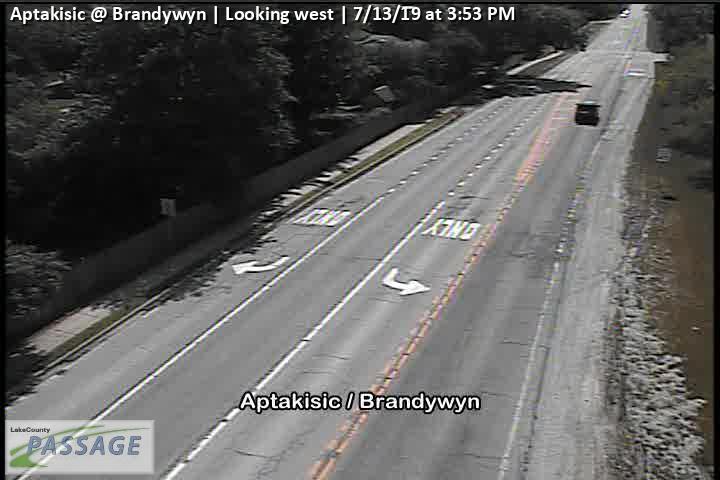 Aptakisic @ Brandywyn | Looking west | 7/13/19 at 3:53 PM
ONLY
ONLY
Aptakisic / Brandywyn
LakeCounty
PASSAGE